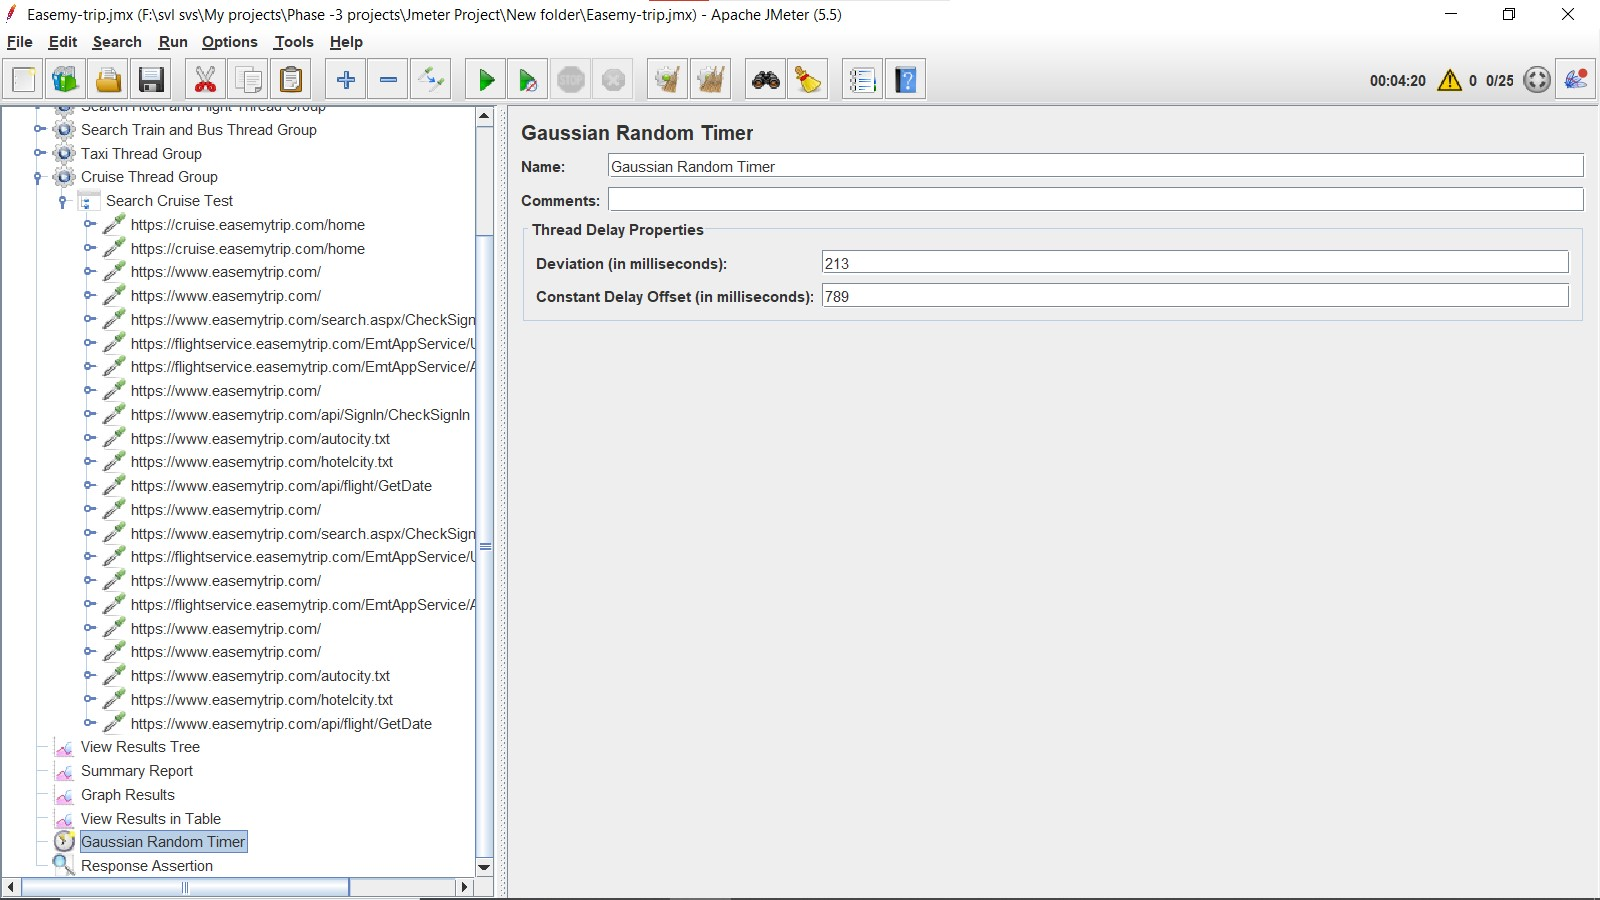 Easemy-trip.jmx (F:\svl svs\My projects\Phase -3 projects\Jmeter Project\New folder\Easemy-trip.jmx) - Apache JMeter (5.5)
File Edit Search Run Options Tools Help
STOP
00:04:20 0 0/25
Search Hotel and Flight Thread Group
Search Train and Bus Thread Group
Taxi Thread Group
Cruise Thread Group
Search Cruise Test
https://cruise.easemytrip.com/home
https://cruise.easemytrip.com/home
https://www.easemytrip.com/
https://www.easemytrip.com/
https://www.easemytrip.com/search.aspx/CheckSign
https://flightservice.easemytrip.com/EmtAppService/
https://flightservice.easemytrip.com/EmtAppService/
https://www.easemytrip.com/
https://www.easemytrip.com/api/SignIn/CheckSignIn
https://www.easemytrip.com/autocity.txt
https://www.easemytrip.com/hotelcity.txt
https://www.easemytrip.com/api/flight/GetDate
https://www.easemytrip.com/
https://www.easemytrip.com/search.aspx/CheckSign
https://flightservice.easemytrip.com/EmtAppService/
https://www.easemytrip.com/
https://flightservice.easemytrip.com/EmtAppService/
https://www.easemytrip.com/
https://www.easemytrip.com/
https://www.easemytrip.com/autocity.txt
https://www.easemytrip.com/hotelcity.txt
https://www.easemytrip.com/api/flight/GetDate
View Results Tree
Summary Report
Graph Results
View Results in Table
Gaussian Random Timer
Response Assertion
Gaussian Random Timer
Name: Gaussian Random Timer
Comments:
Thread Delay Properties
Deviation (in milliseconds): 213
Constant Delay Offset (in milliseconds): 789